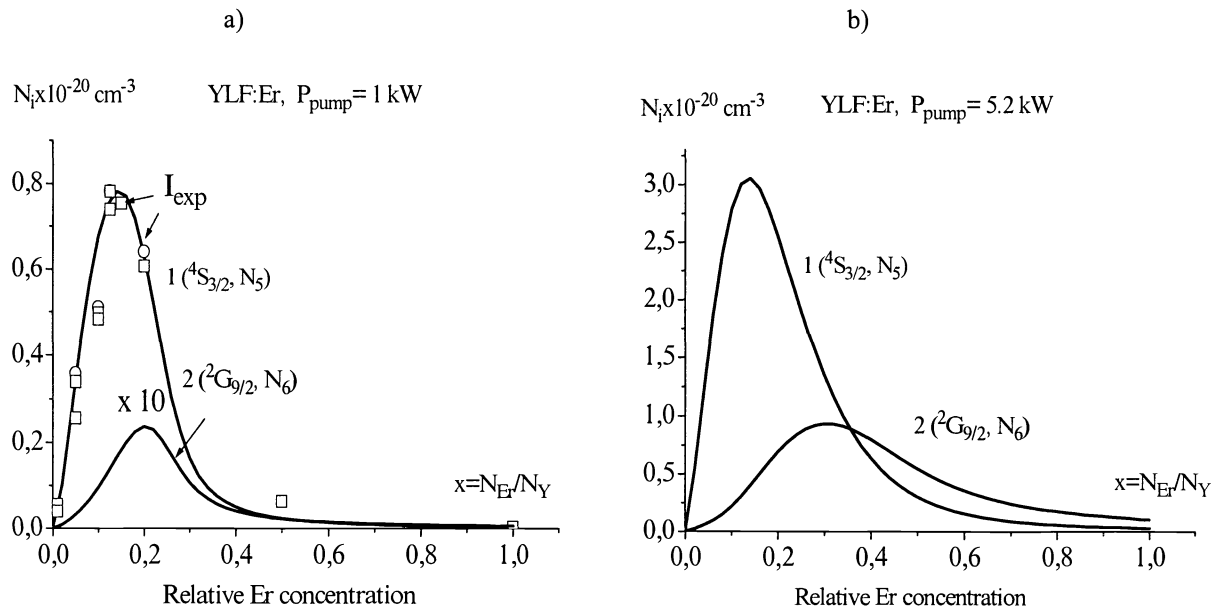 a)
N_ix10^-20 cm^-3 YLF:Er, P_pump= 1 kW
0,8
0,6
0,4
0,2
0,0
I_exp
1 (^4S_3/2, N_5)
2 (^2G_9/2, N_6)
x 10
x=N_Er/N_Y
0,0 0,2 0,4 0,6 0,8 1,0
Relative Er concentration
b)
N_ix10^-20 cm^-3 YLF:Er, P_pump= 5.2 kW
3,0
2,5
2,0
1,5
1,0
0,5
0,0
1 (^4S_3/2, N_5)
2 (^2G_9/2, N_6)
x=N_Er/N_Y
0,0 0,2 0,4 0,6 0,8 1,0
Relative Er concentration